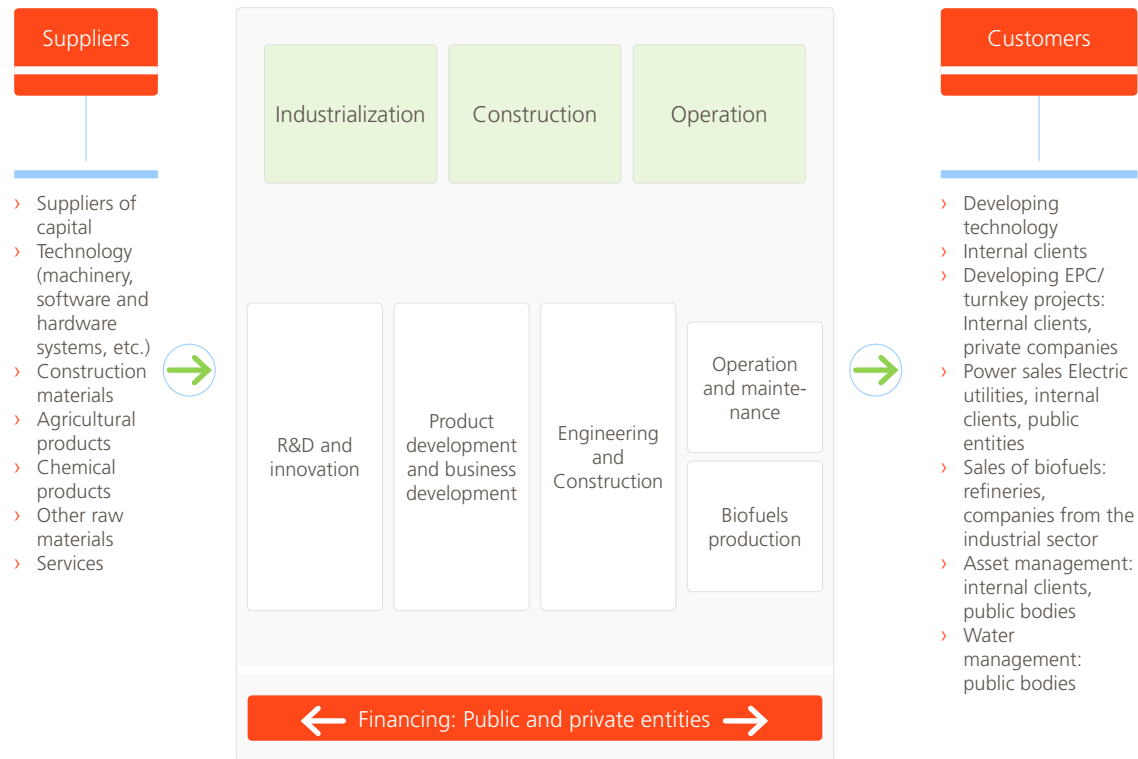 Suppliers
› Suppliers of
capital
› Technology
(machinery,
software and
hardware
systems, etc.)
› Construction
materials
› Agricultural
products
› Chemical
products
› Other raw
materials
› Services
Industrialization
Construction
Operation
R&D and
innovation
Product
development
and business
development
Engineering
and
Construction
Operation
and mainte-
nance
Biofuels
production
Financing: Public and private entities
Customers
› Developing
technology
› Internal clients
› Developing EPC/
turnkey projects:
Internal clients,
private companies
› Power sales Electric
utilities, internal
clients, public
entities
› Sales of biofuels:
refineries,
companies from the
industrial sector
› Asset management:
internal clients,
public bodies
› Water
management:
public bodies